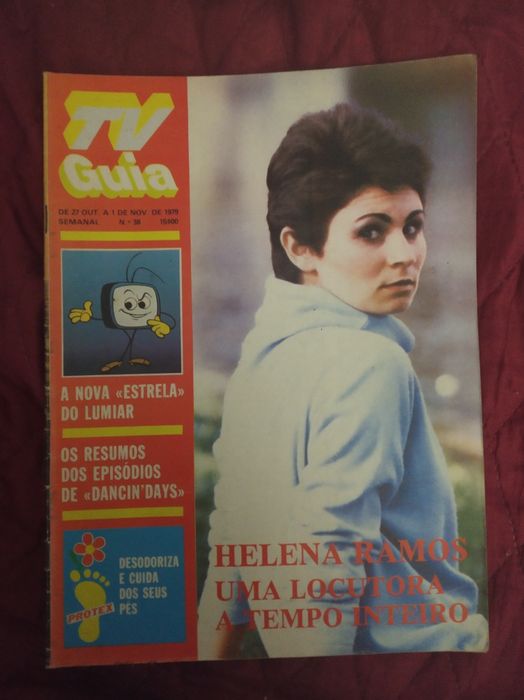 TV
Guia
DE 27 OUT. A 1 DE NOV. DE 1979
SEMANAL N.º 38 15$00
A NOVA «ESTRELA»
DO LUMIAR
OS RESUMOS
DOS EPISÓDIOS
DE «DANCIN'DAYS»
PROTEX
DESODORIZA
E CUIDA
DOS SEUS
PÉS
HELENA RAMOS
UMA LOCUTORA
A TEMPO INTEIRO